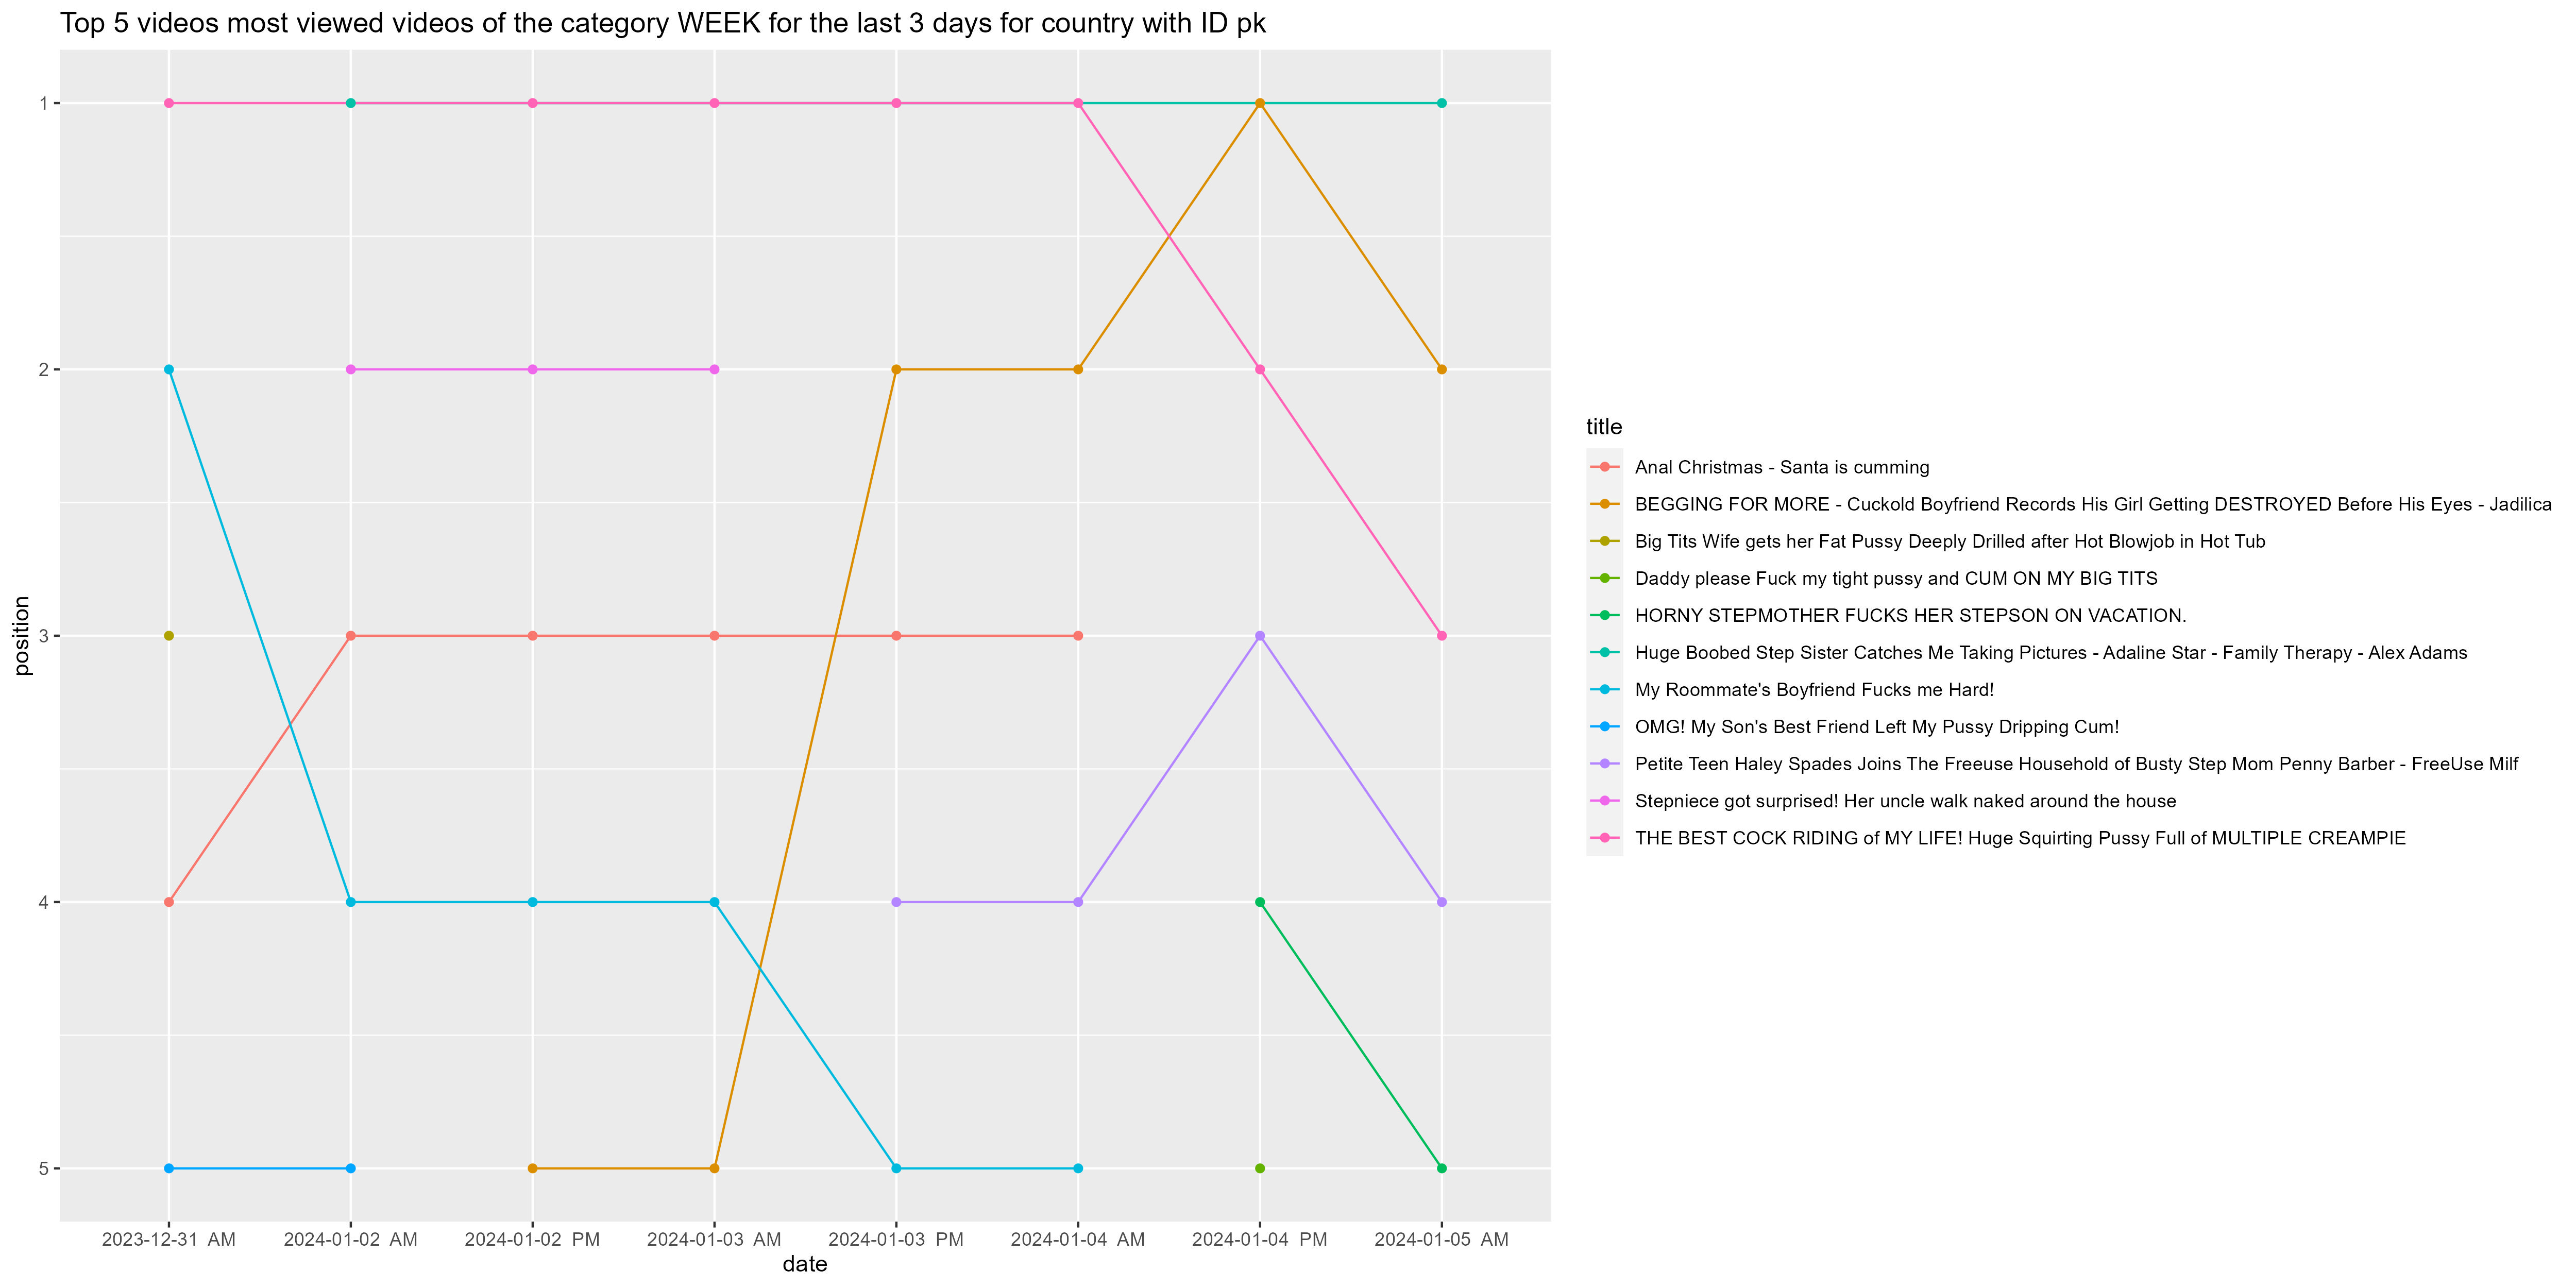 Top 5 videos most viewed videos of the category WEEK for the last 3 days for country with ID pk
1
2
3
4
5
position
2023-12-31 AM
2024-01-02 AM
2024-01-02 PM
2024-01-03 AM
2024-01-03 PM
2024-01-04 AM
2024-01-04 PM
2024-01-05 AM
date
title
Anal Christmas - Santa is cumming
BEGGING FOR MORE - Cuckold Boyfriend Records His Girl Getting DESTROYED Before His Eyes - Jadilica
Big Tits Wife gets her Fat Pussy Deeply Drilled after Hot Blowjob in Hot Tub
Daddy please Fuck my tight pussy and CUM ON MY BIG TITS
HORNY STEPMOTHER FUCKS HER STEPSON ON VACATION.
Huge Boobed Step Sister Catches Me Taking Pictures - Adaline Star - Family Therapy - Alex Adams
My Roommate's Boyfriend Fucks me Hard!
OMG! My Son's Best Friend Left My Pussy Dripping Cum!
Petite Teen Haley Spades Joins The Freeuse Household of Busty Step Mom Penny Barber - FreeUse Milf
Stepniece got surprised! Her uncle walk naked around the house
THE BEST COCK RIDING of MY LIFE! Huge Squirting Pussy Full of MULTIPLE CREAMPIE